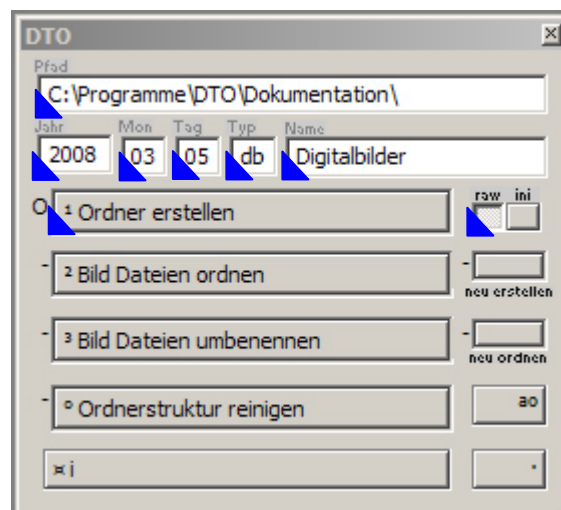 DTO
Pfad
C:\Programme\DTO\Dokumentation\
Jahr Mon Tag Typ Name
2008 03 05 db Digitalbilder
raw ini
O ¹ Ordner erstellen
- ² Bild Dateien ordnen -
neu erstellen
- ³ Bild Dateien umbenennen -
neu ordnen
- º Ordnerstruktur reinigen ao
¤ i